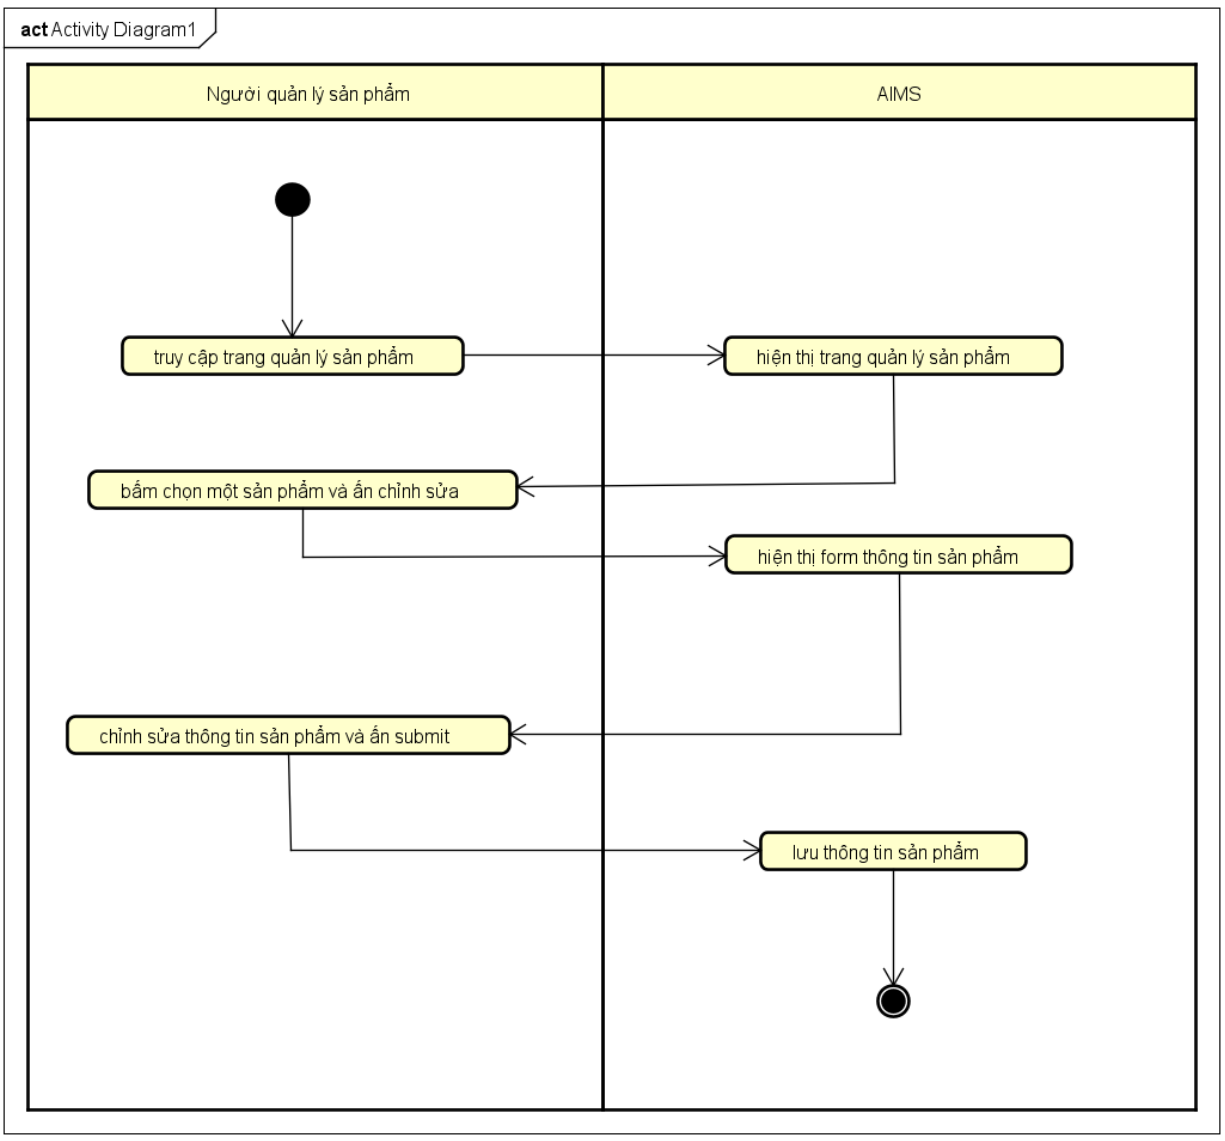 act Activity Diagram1
Người quản lý sản phẩm
AIMS
truy cập trang quản lý sản phẩm
hiện thị trang quản lý sản phẩm
bấm chọn một sản phẩm và ấn chỉnh sửa
hiện thị form thông tin sản phẩm
chỉnh sửa thông tin sản phẩm và ấn submit
lưu thông tin sản phẩm